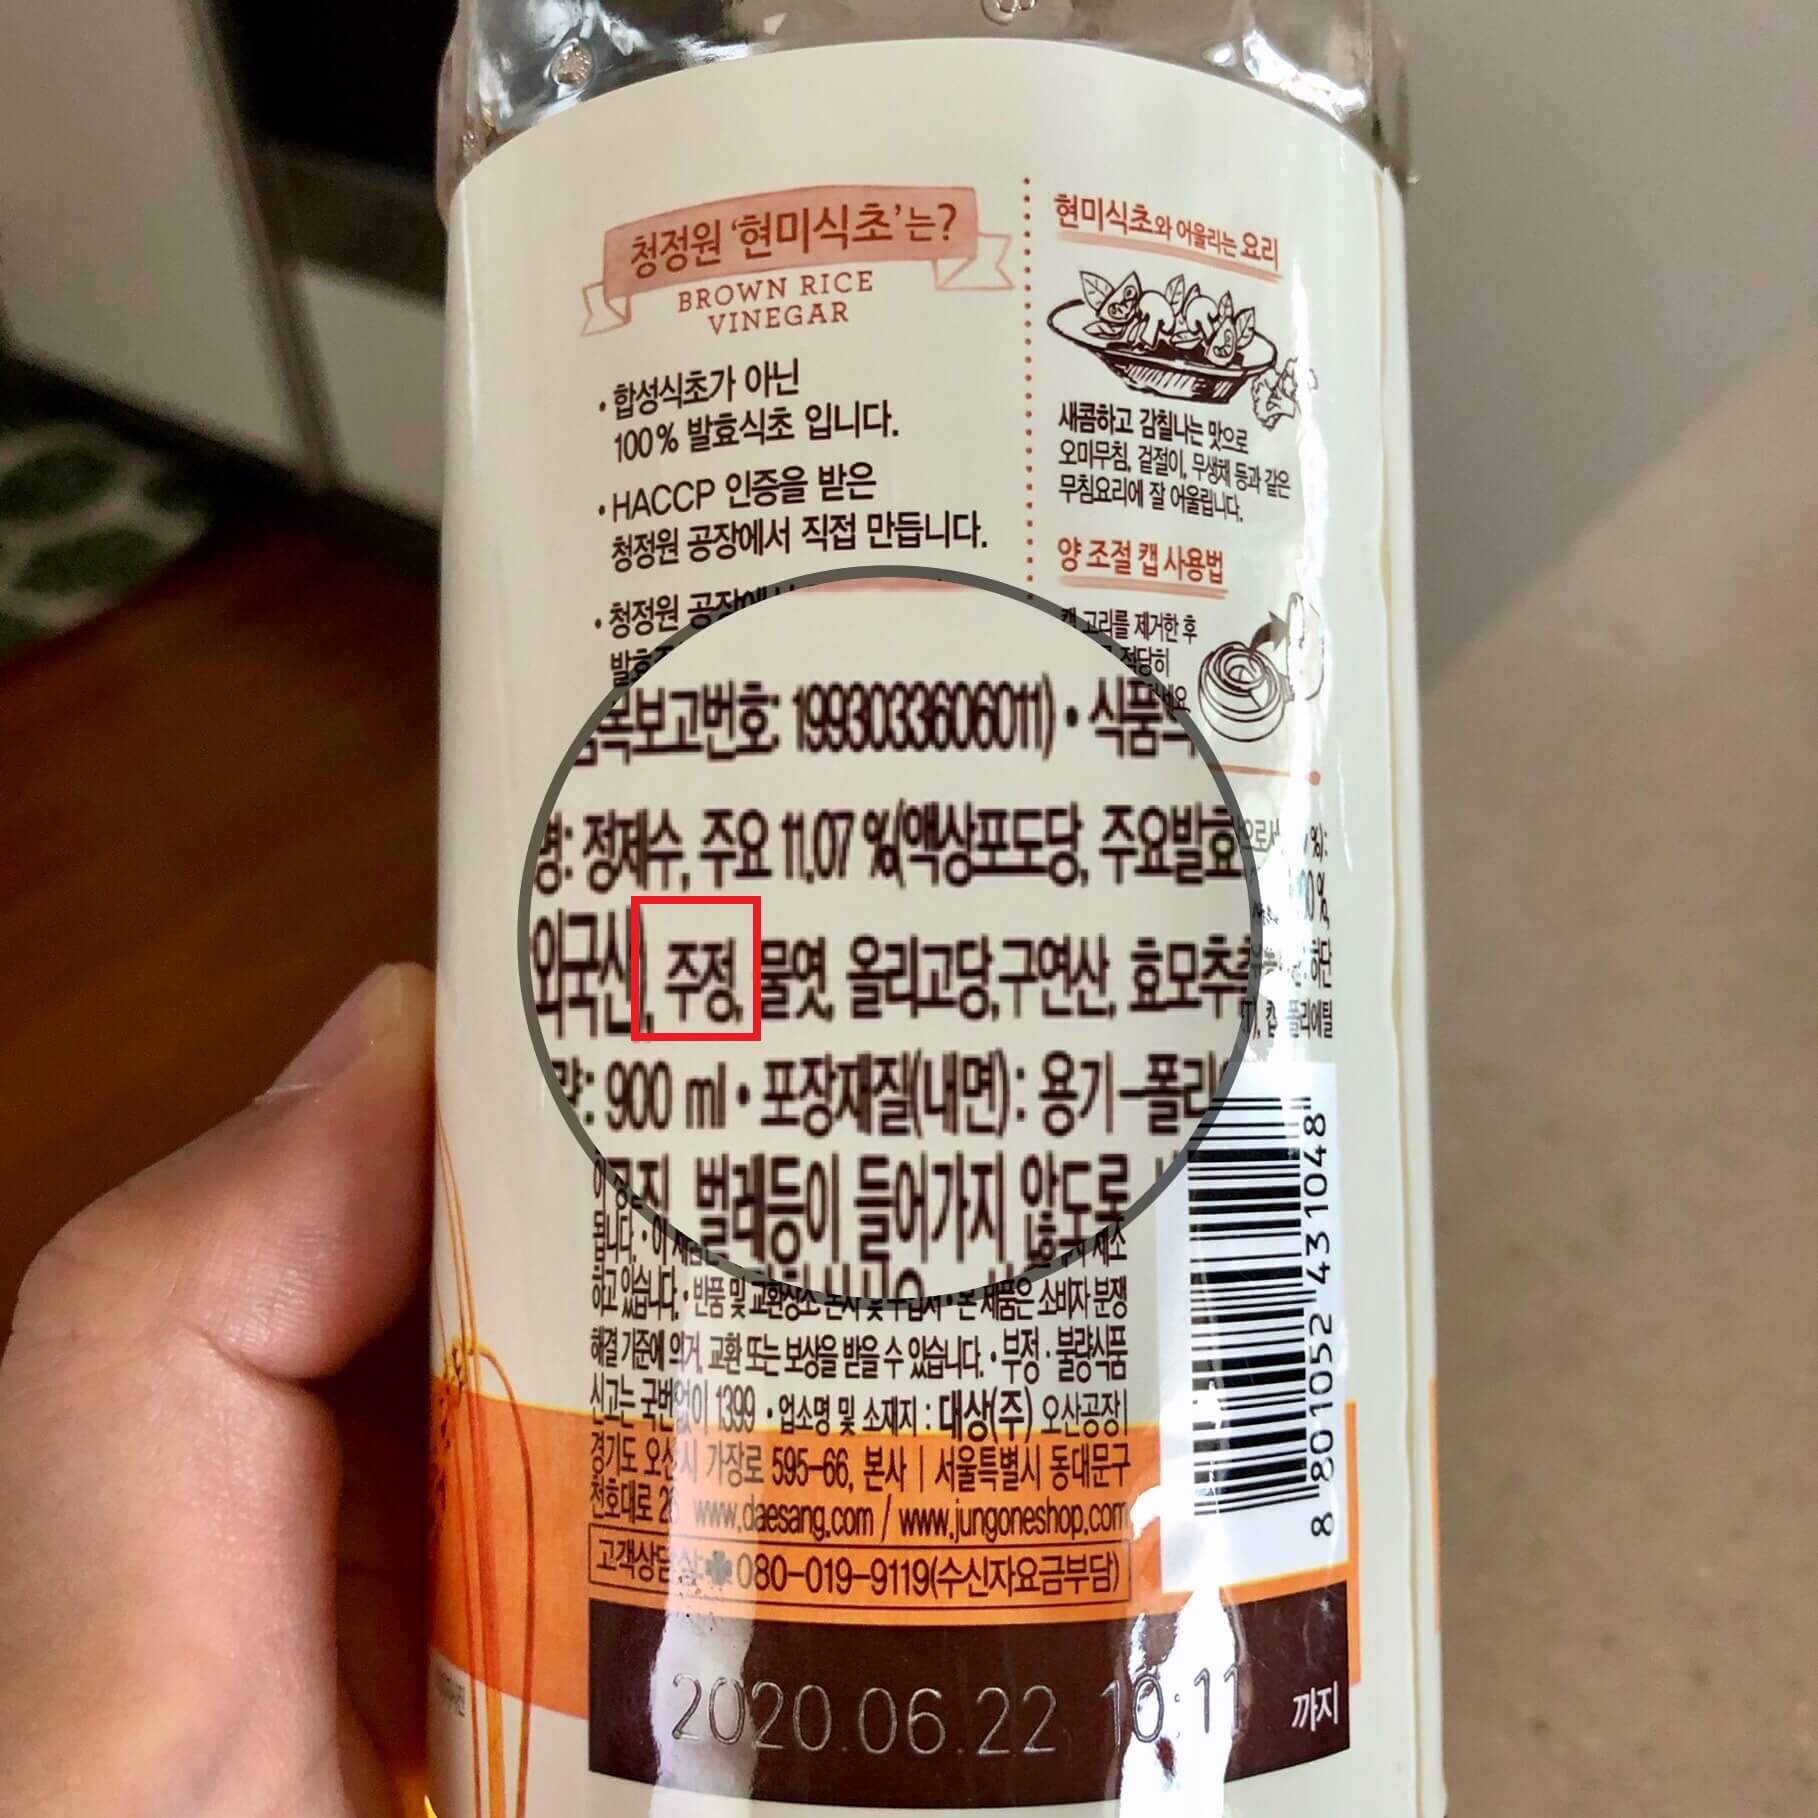 청정원 '현미식초'는?
BROWN RICE
VINEGAR
• 합성식초가 아닌
100% 발효식초 입니다.
• HACCP 인증을 받은
청정원 공장에서 직접 만듭니다.
• 청정원 공장에서
현미식초와 어울리는 요리
새콤하고 감칠나는 맛으로
오미무침, 겉절이, 무생채 등과 같은
무침요리에 잘 어울립니다.
양 조절 캡 사용법
캡 고리를 제거한 후
적당히
목보고번호: 1993033606011) • 식품
명: 정제수, 주요 11.07 %(액상포도당, 주요발효
외국산), 주정, 물엿, 올리고당, 구연산, 효모추출
량: 900 ml • 포장재질(내면): 용기-폴리
벌레등이 들어가지 않도록
하단
캡: 폴리에틸
됩니다. • 이
하고 있습니다. • 반품 및 교환장소: 본사 및 구입처 • 본 제품은 소비자 분쟁
해결 기준에 의거, 교환 또는 보상을 받을 수 있습니다. • 부정 · 불량식품
신고는 국번없이 1399 • 업소명 및 소재지 : 대상(주) 오산공장|
경기도 오산시 가장로 595-66, 본사 | 서울특별시 동대문구
천호대로 26 www.daesang.com / www.jungoneshop.com
고객상담실 080-019-9119(수신자요금부담)
8 801052 431048
2020.06.22 10:11 까지